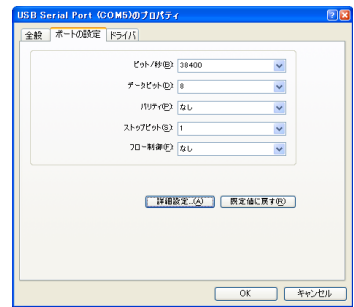 USB Serial Port (COM5)のプロパティ
全般 ポートの設定 ドライバ
ビット/秒(B): 38400
データ ビット(D): 8
パリティ(P): なし
ストップ ビット(S): 1
フロー制御(F): なし
詳細設定...(A) 既定値に戻す(R)
OK キャンセル